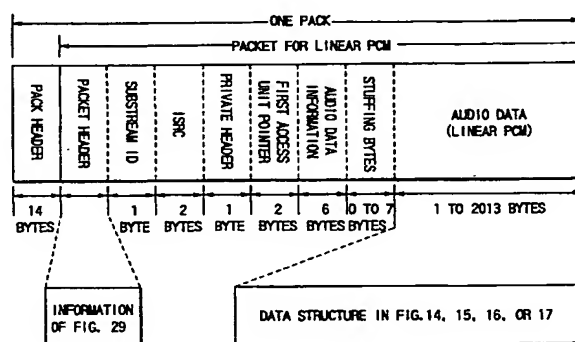 ONE PACK
PACKET FOR LINEAR PCM
PACK HEADER
PACKET HEADER
SUBSTREAM ID
ISRC
PRIVATE HEADER
FIRST ACCESS
UNIT POINTER
AUDIO DATA
INFORMATION
STUFFING BYTES
AUDIO DATA
(LINEAR PCM)
14
BYTES
1
BYTE
2
BYTES
1
BYTE
2
BYTES
6
BYTES
0 TO 7
BYTES
1 TO 2013 BYTES
INFORMATION
OF FIG. 29
DATA STRUCTURE IN FIG.14, 15, 16, OR 17